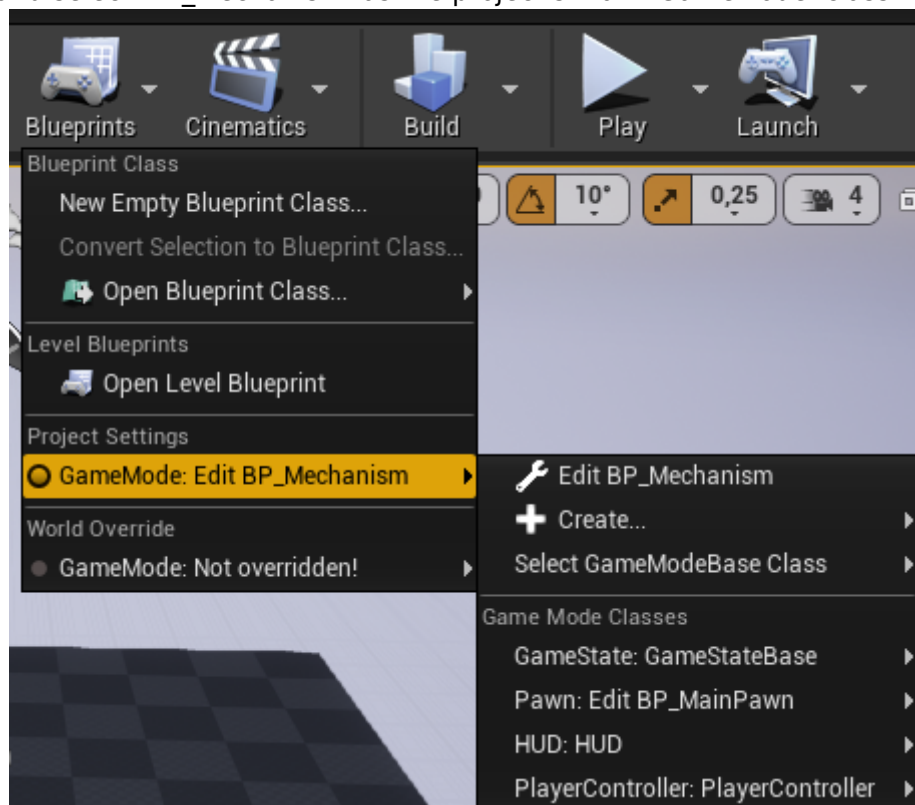 Blueprints Cinematics Build Play Launch
Blueprint Class
New Empty Blueprint Class...
10° 0,25 4
Convert Selection to Blueprint Class...
Open Blueprint Class...
Level Blueprints
Open Level Blueprint
Project Settings
GameMode: Edit BP_Mechanism
World Override
GameMode: Not overridden!
Edit BP_Mechanism
Create...
Select GameModeBase Class
Game Mode Classes
GameState: GameStateBase
Pawn: Edit BP_MainPawn
HUD: HUD
PlayerController: PlayerController